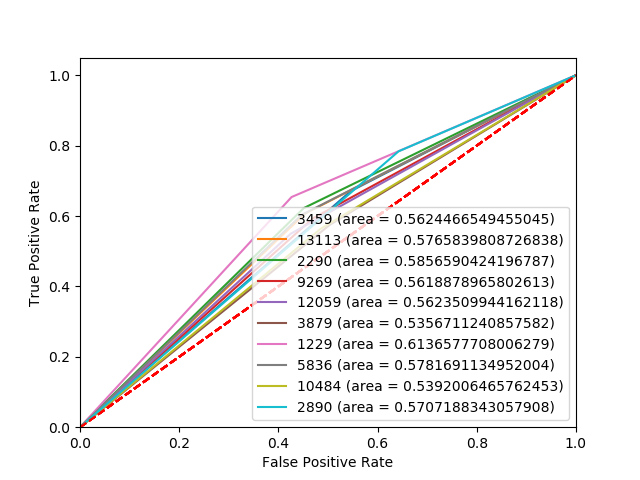 1.0
0.8
0.6
0.4
0.2
0.0
True Positive Rate
3459 (area = 0.5624466549455045)
13113 (area = 0.5765839808726838)
2290 (area = 0.5856590424196787)
9269 (area = 0.5618878965802613)
12059 (area = 0.5623509944162118)
3879 (area = 0.5356711240857582)
1229 (area = 0.6136577708006279)
5836 (area = 0.5781691134952004)
10484 (area = 0.5392006465762453)
2890 (area = 0.5707188343057908)
0.0 0.2 0.4 0.6 0.8 1.0
False Positive Rate